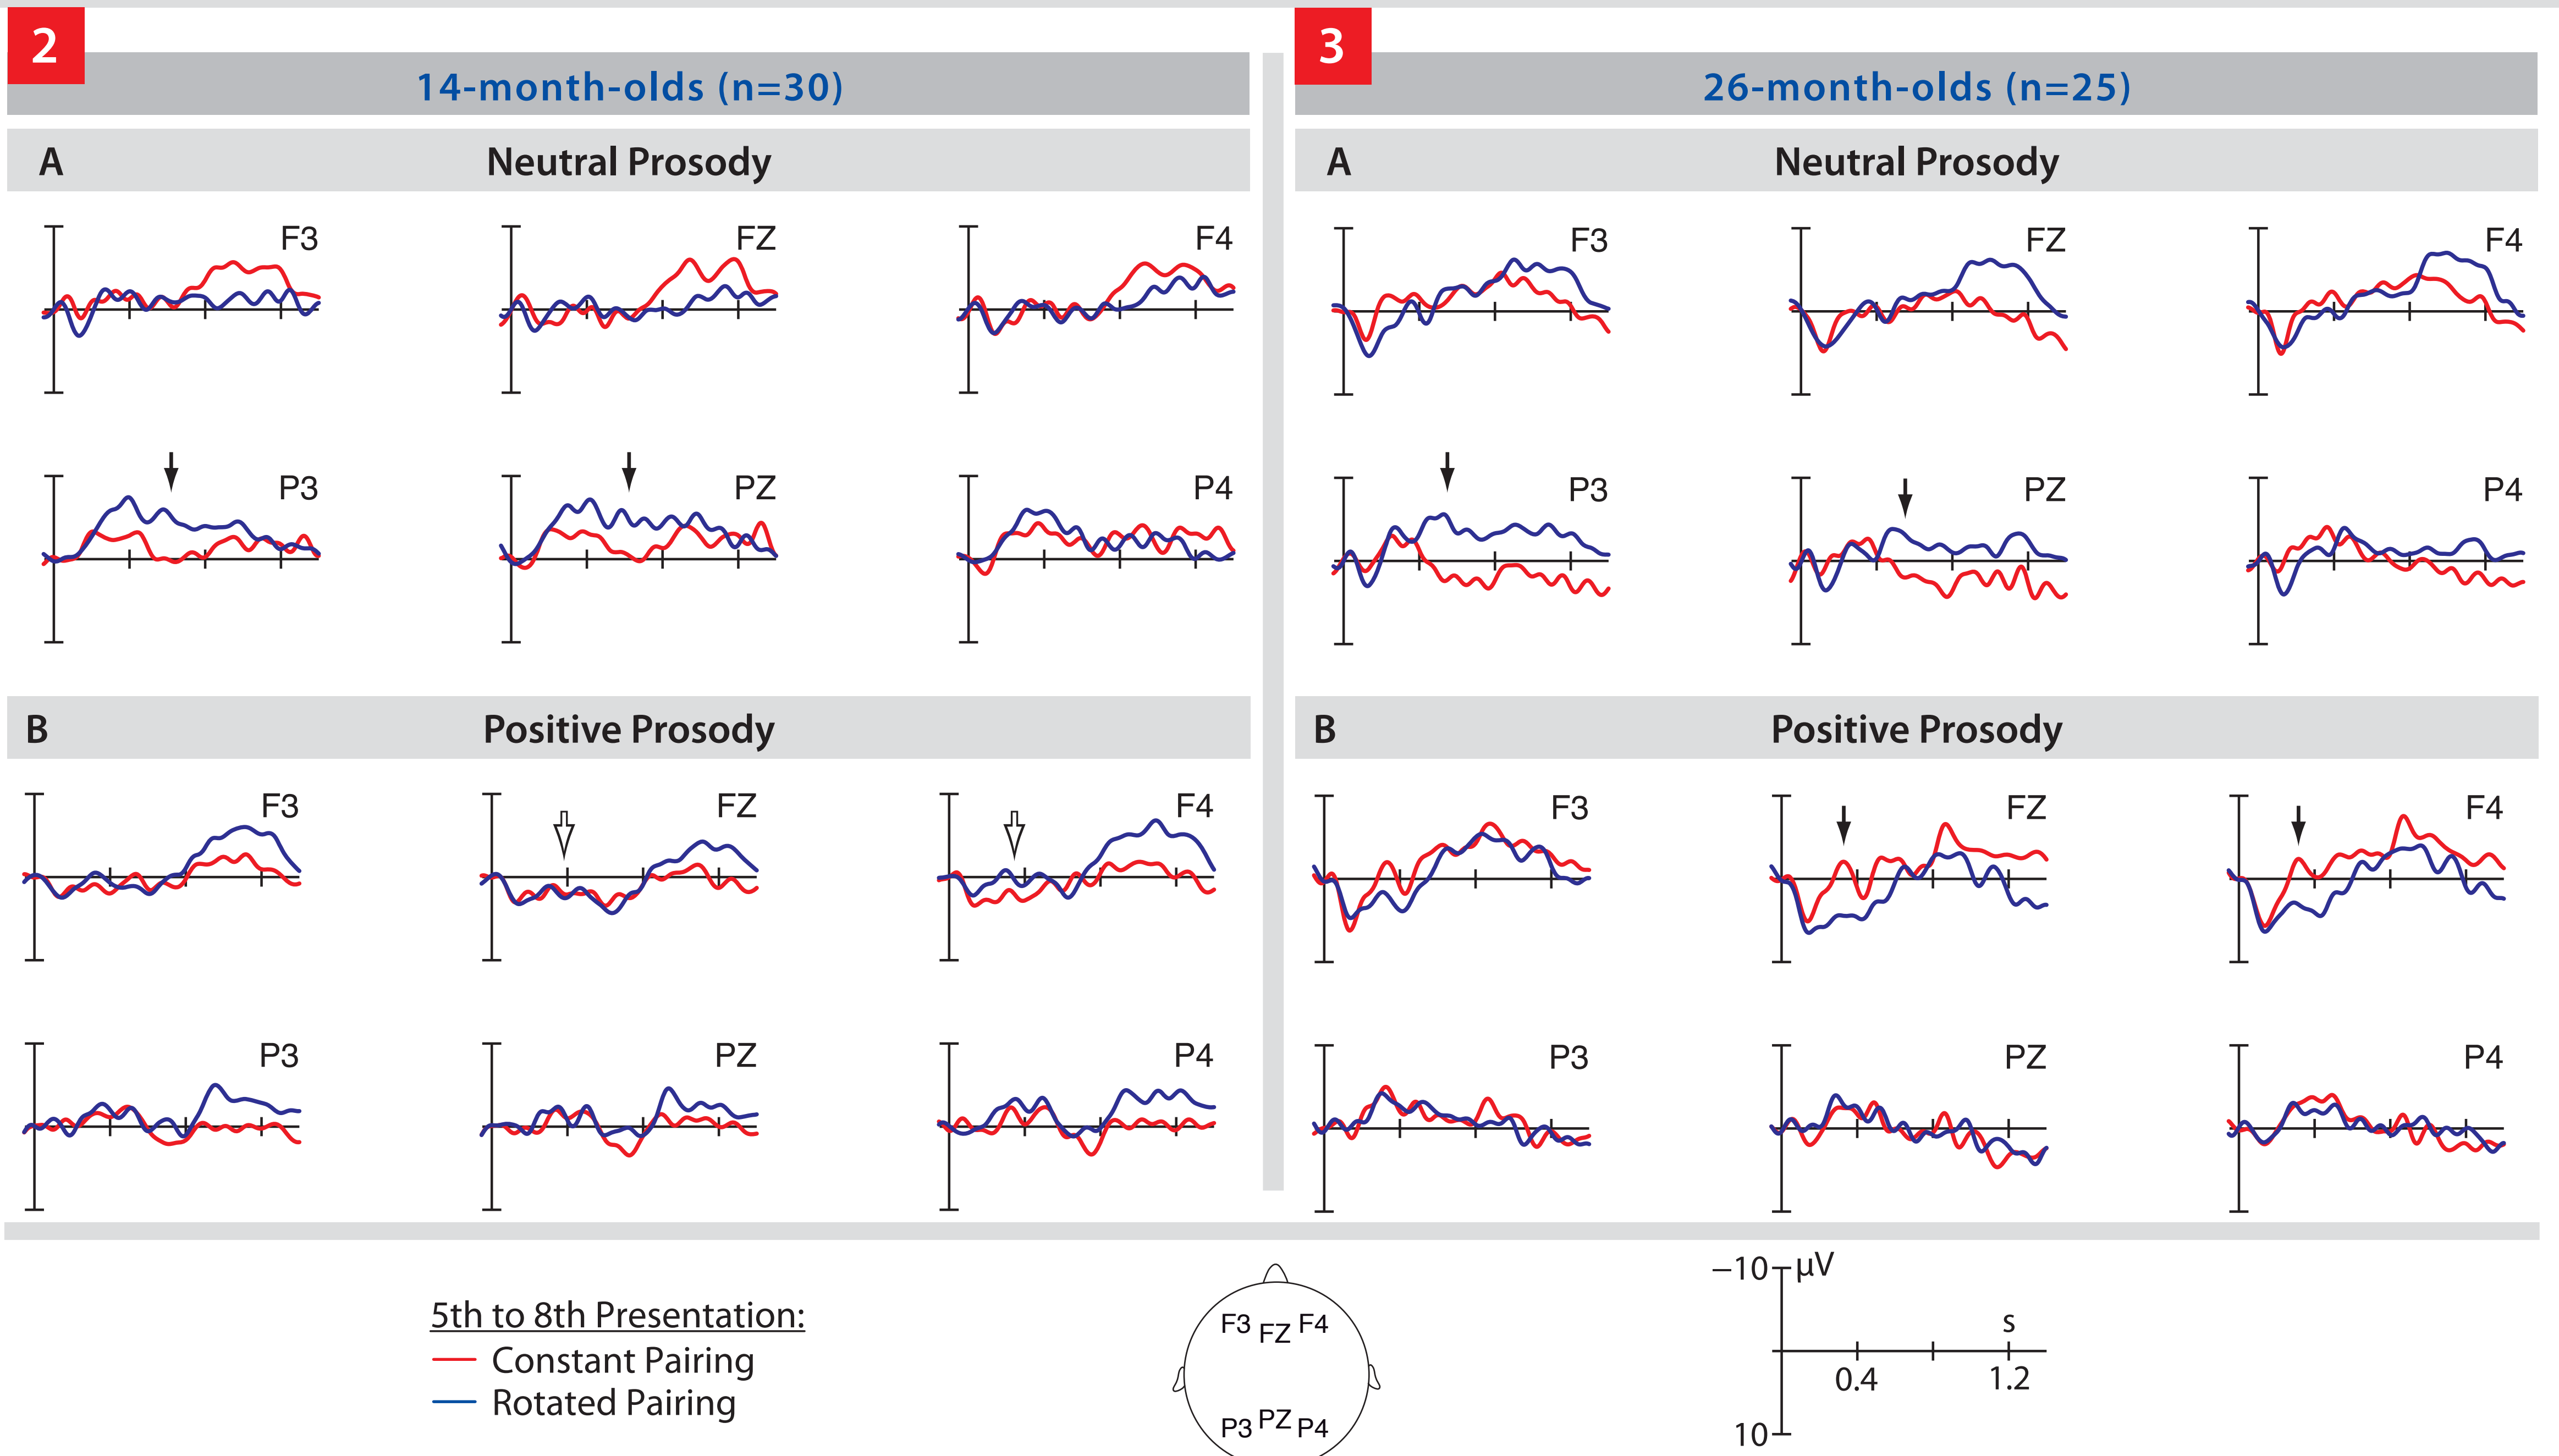 2
14-month-olds (n=30)
A Neutral Prosody
F3 FZ F4
P3 PZ P4
B Positive Prosody
F3 FZ F4
P3 PZ P4
3
26-month-olds (n=25)
A Neutral Prosody
F3 FZ F4
P3 PZ P4
B Positive Prosody
F3 FZ F4
P3 PZ P4
5th to 8th Presentation:
Constant Pairing
Rotated Pairing
F3 FZ F4
P3 PZ P4
−10 µV
s
0.4 1.2
10